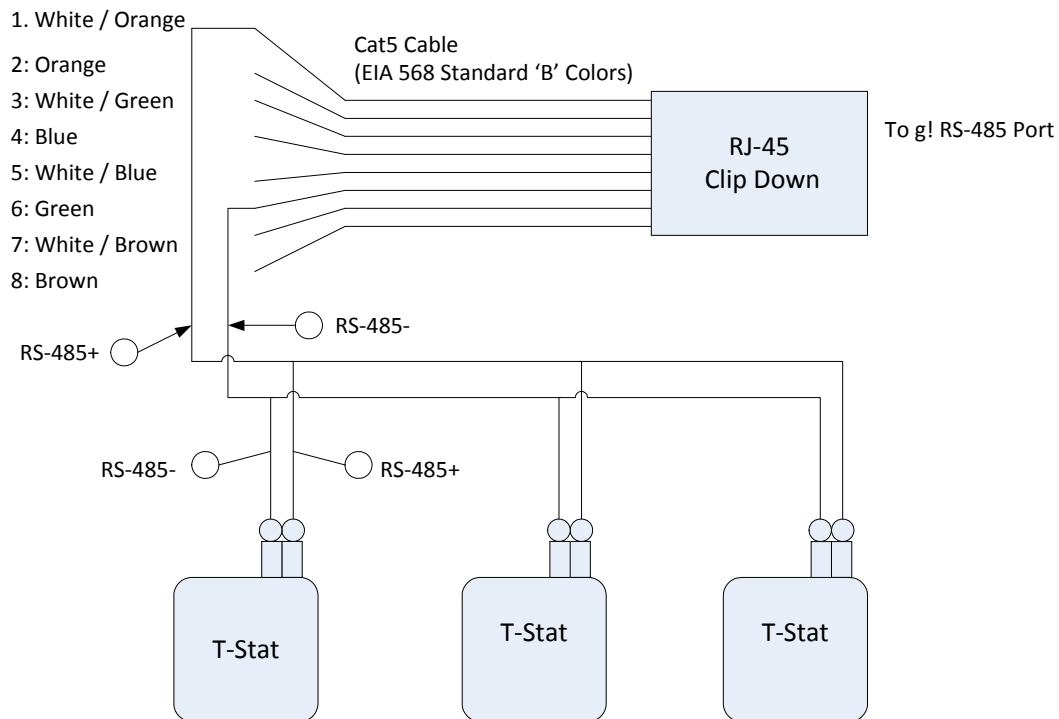 1. White / Orange
2: Orange
3: White / Green
4: Blue
5: White / Blue
6: Green
7: White / Brown
8: Brown
Cat5 Cable
(EIA 568 Standard ‘B’ Colors)
RJ-45
Clip Down
To g! RS-485 Port
RS-485+
RS-485-
RS-485-
RS-485+
T-Stat
T-Stat
T-Stat